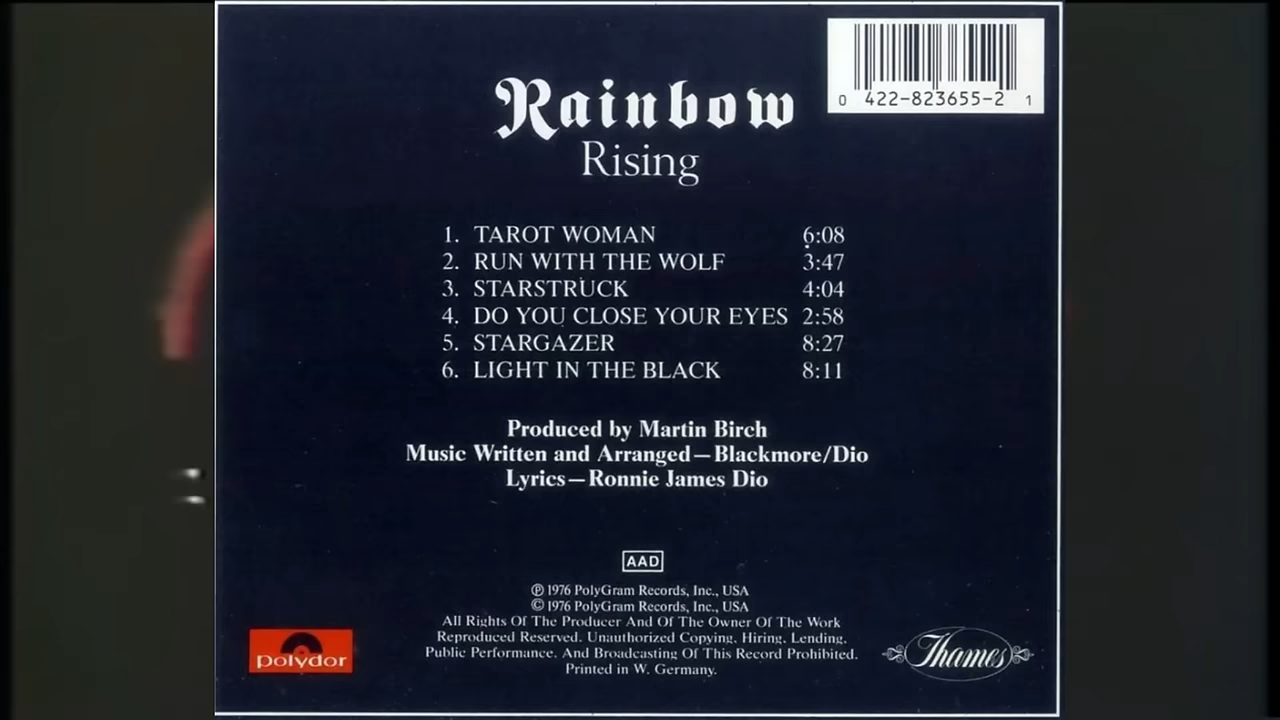 0 422-823655-2 1
Rainbow
Rising
1. TAROT WOMAN 6:08
2. RUN WITH THE WOLF 3:47
3. STARSTRUCK 4:04
4. DO YOU CLOSE YOUR EYES 2:58
5. STARGAZER 8:27
6. LIGHT IN THE BLACK 8:11
Produced by Martin Birch
Music Written and Arranged—Blackmore/Dio
Lyrics—Ronnie James Dio
AAD
℗ 1976 PolyGram Records, Inc., USA
© 1976 PolyGram Records, Inc., USA
All Rights Of The Producer And Of The Owner Of The Work
Reproduced Reserved. Unauthorized Copying, Hiring, Lending,
Public Performance, And Broadcasting Of This Record Prohibited.
Printed in W. Germany.
polydor
Thames